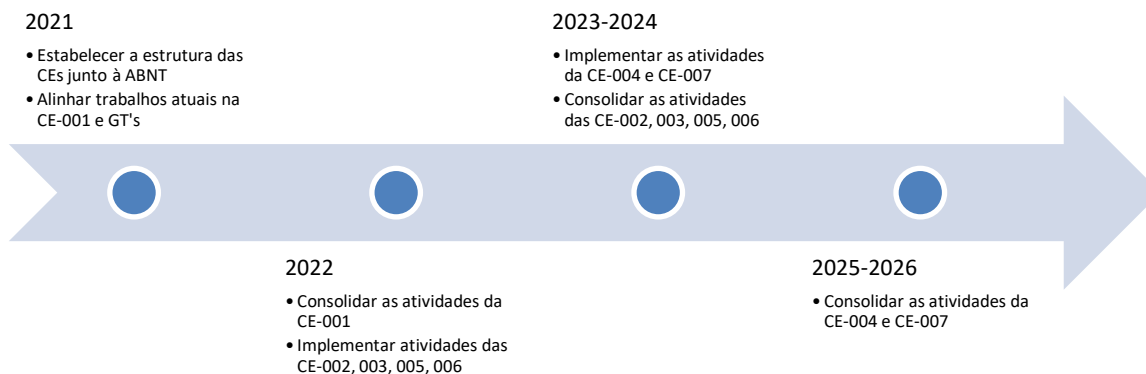 2021
• Estabelecer a estrutura das
CEs junto à ABNT
• Alinhar trabalhos atuais na
CE-001 e GT's
2022
• Consolidar as atividades da
CE-001
• Implementar atividades das
CE-002, 003, 005, 006
2023-2024
• Implementar as atividades
da CE-004 e CE-007
• Consolidar as atividades
das CE-002, 003, 005, 006
2025-2026
• Consolidar as atividades da
CE-004 e CE-007